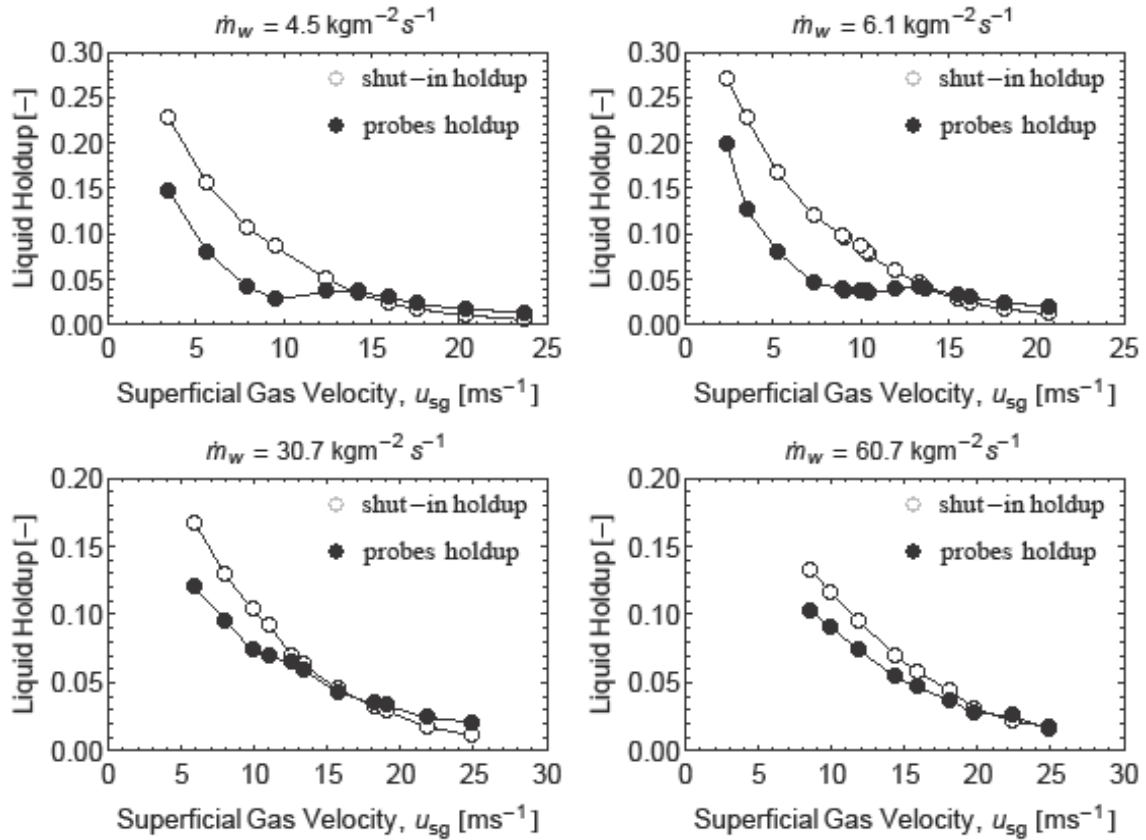 ṁw = 4.5 kgm−2 s−1
0.30
0.25
0.20
0.15
0.10
0.05
0.00
Liquid Holdup [−]
shut−in holdup
probes holdup
0 5 10 15 20 25
Superficial Gas Velocity, usg [ms−1]
ṁw = 6.1 kgm−2 s−1
0.30
0.25
0.20
0.15
0.10
0.05
0.00
Liquid Holdup [−]
shut−in holdup
probes holdup
0 5 10 15 20 25
Superficial Gas Velocity, usg [ms−1]
ṁw = 30.7 kgm−2 s−1
0.20
0.15
0.10
0.05
0.00
Liquid Holdup [−]
shut−in holdup
probes holdup
0 5 10 15 20 25 30
Superficial Gas Velocity, usg [ms−1]
ṁw = 60.7 kgm−2 s−1
0.20
0.15
0.10
0.05
0.00
Liquid Holdup [−]
shut−in holdup
probes holdup
0 5 10 15 20 25 30
Superficial Gas Velocity, usg [ms−1]